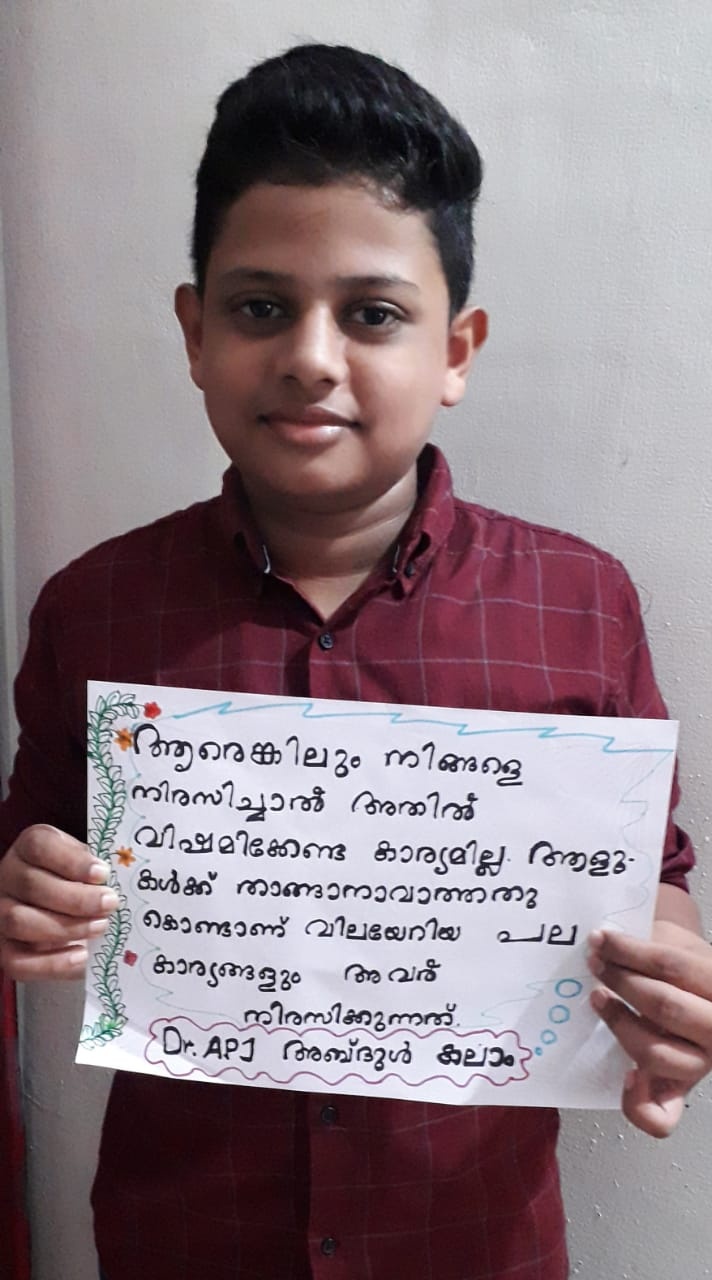 ആരെങ്കിലും നിങ്ങളെ
നിരസിച്ചാൽ അതിൽ
വിഷമിക്കേണ്ട കാര്യമില്ല. ആളു-
കൾക്ക് താങ്ങാനാവാത്തതു
കൊണ്ടാണ് വിലയേറിയ പല
കാര്യങ്ങളും അവർ
നിരസിക്കുന്നത്.
Dr. APJ അബ്ദുൾ കലാം